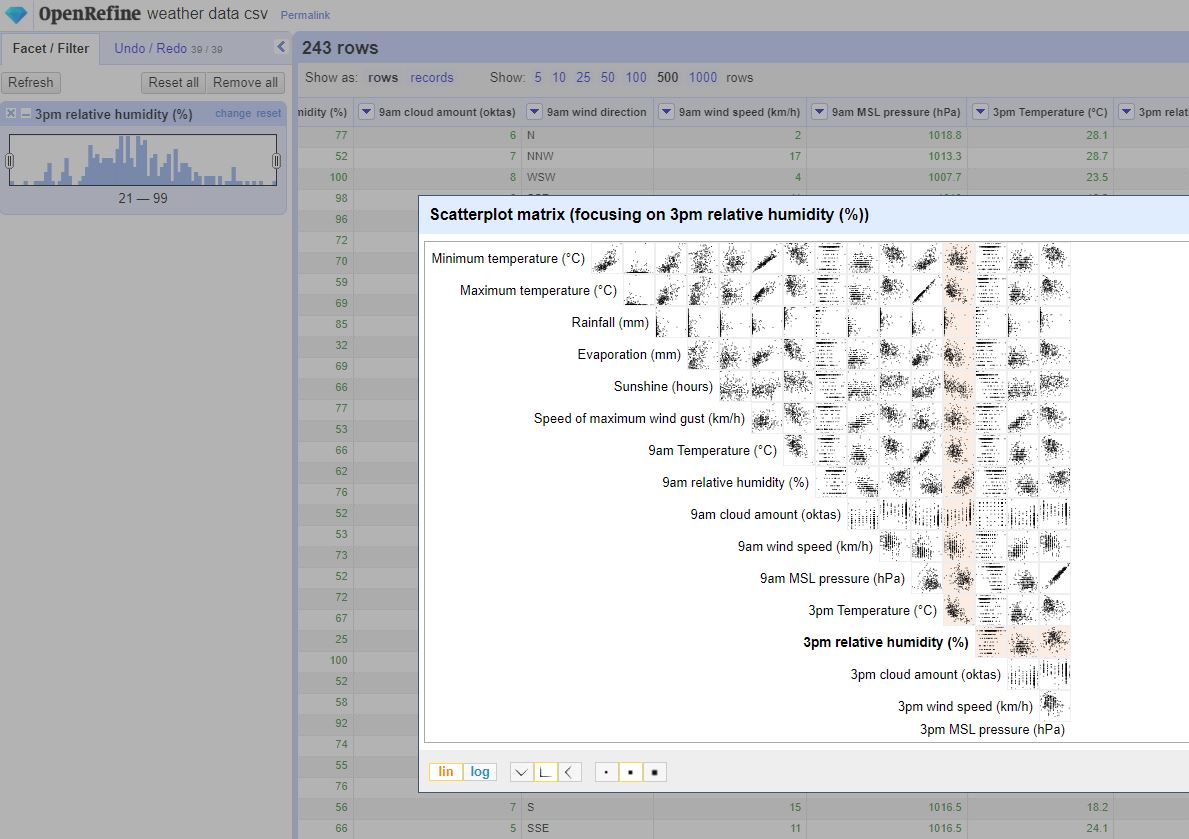 OpenRefine weather data csv Permalink
Facet / Filter Undo / Redo 39 / 39
Refresh Reset all Remove all
3pm relative humidity (%) change reset
21 — 99
243 rows
Show as: rows records Show: 5 10 25 50 100 500 1000 rows
midity (%) 9am cloud amount (oktas) 9am wind direction 9am wind speed (km/h) 9am MSL pressure (hPa) 3pm Temperature (°C) 3pm relat
77 6 N 2 1018.8 28.1
52 7 NNW 17 1013.3 28.7
100 8 WSW 4 1007.7 23.5
98
96
72
70
59
69
85
32
69
66
77
53
66
62
76
52
53
73
52
72
67
25
100
52
58
92
74
55
76
56 7 S 15 1016.5 18.2
66 5 SSE 11 1016.5 24.1
Scatterplot matrix (focusing on 3pm relative humidity (%))
Minimum temperature (°C)
Maximum temperature (°C)
Rainfall (mm)
Evaporation (mm)
Sunshine (hours)
Speed of maximum wind gust (km/h)
9am Temperature (°C)
9am relative humidity (%)
9am cloud amount (oktas)
9am wind speed (km/h)
9am MSL pressure (hPa)
3pm Temperature (°C)
3pm relative humidity (%)
3pm cloud amount (oktas)
3pm wind speed (km/h)
3pm MSL pressure (hPa)
lin log